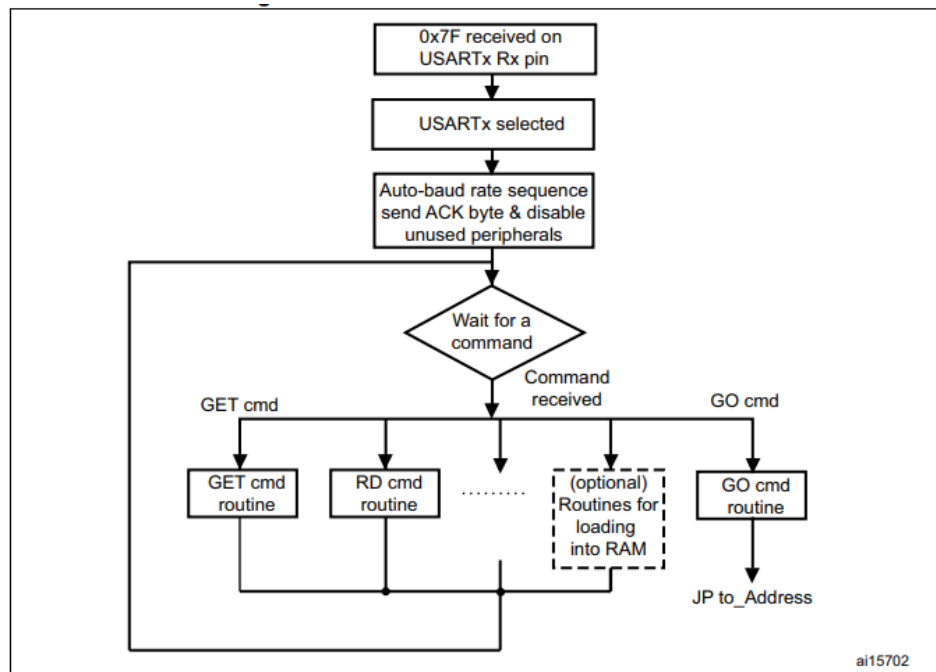 0x7F received on
USARTx Rx pin
USARTx selected
Auto-baud rate sequence
send ACK byte & disable
unused peripherals
Wait for a
command
Command
received
GET cmd
GO cmd
GET cmd
routine
RD cmd
routine
............
(optional)
Routines for
loading
into RAM
GO cmd
routine
JP to_Address
ai15702